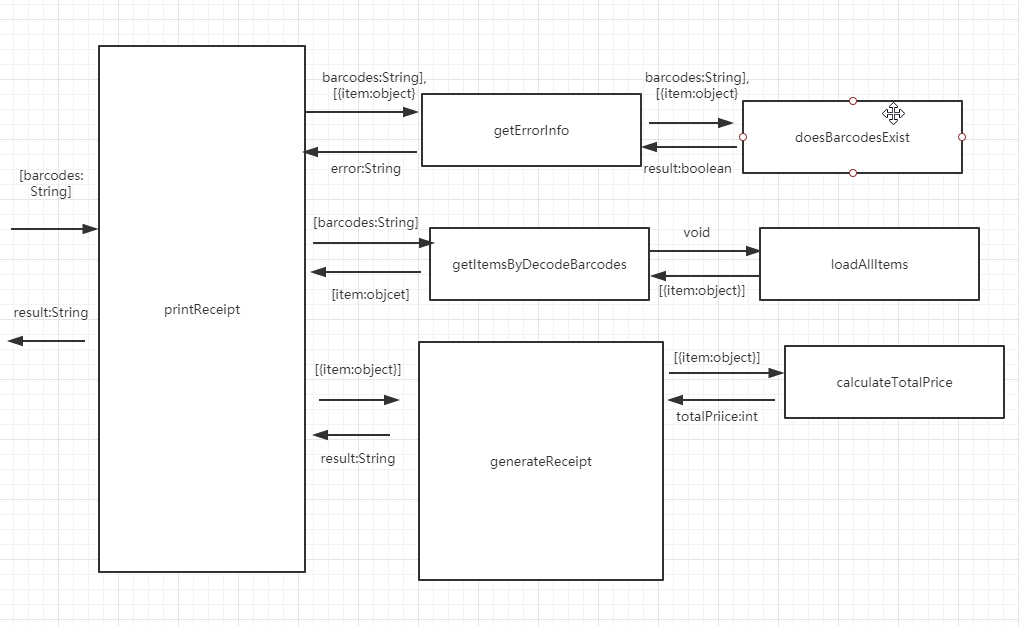 barcodes:String],
[{item:object}
barcodes:String],
[{item:object}
getErrorInfo
doesBarcodesExist
error:String
result:boolean
[barcodes:
String]
[barcodes:String]
void
getItemsByDecodeBarcodes
loadAllItems
[item:objcet]
[{item:object}]
printReceipt
result:String
[{item:object}]
[{item:object}]
calculateTotalPrice
totalPriice:int
result:String
generateReceipt